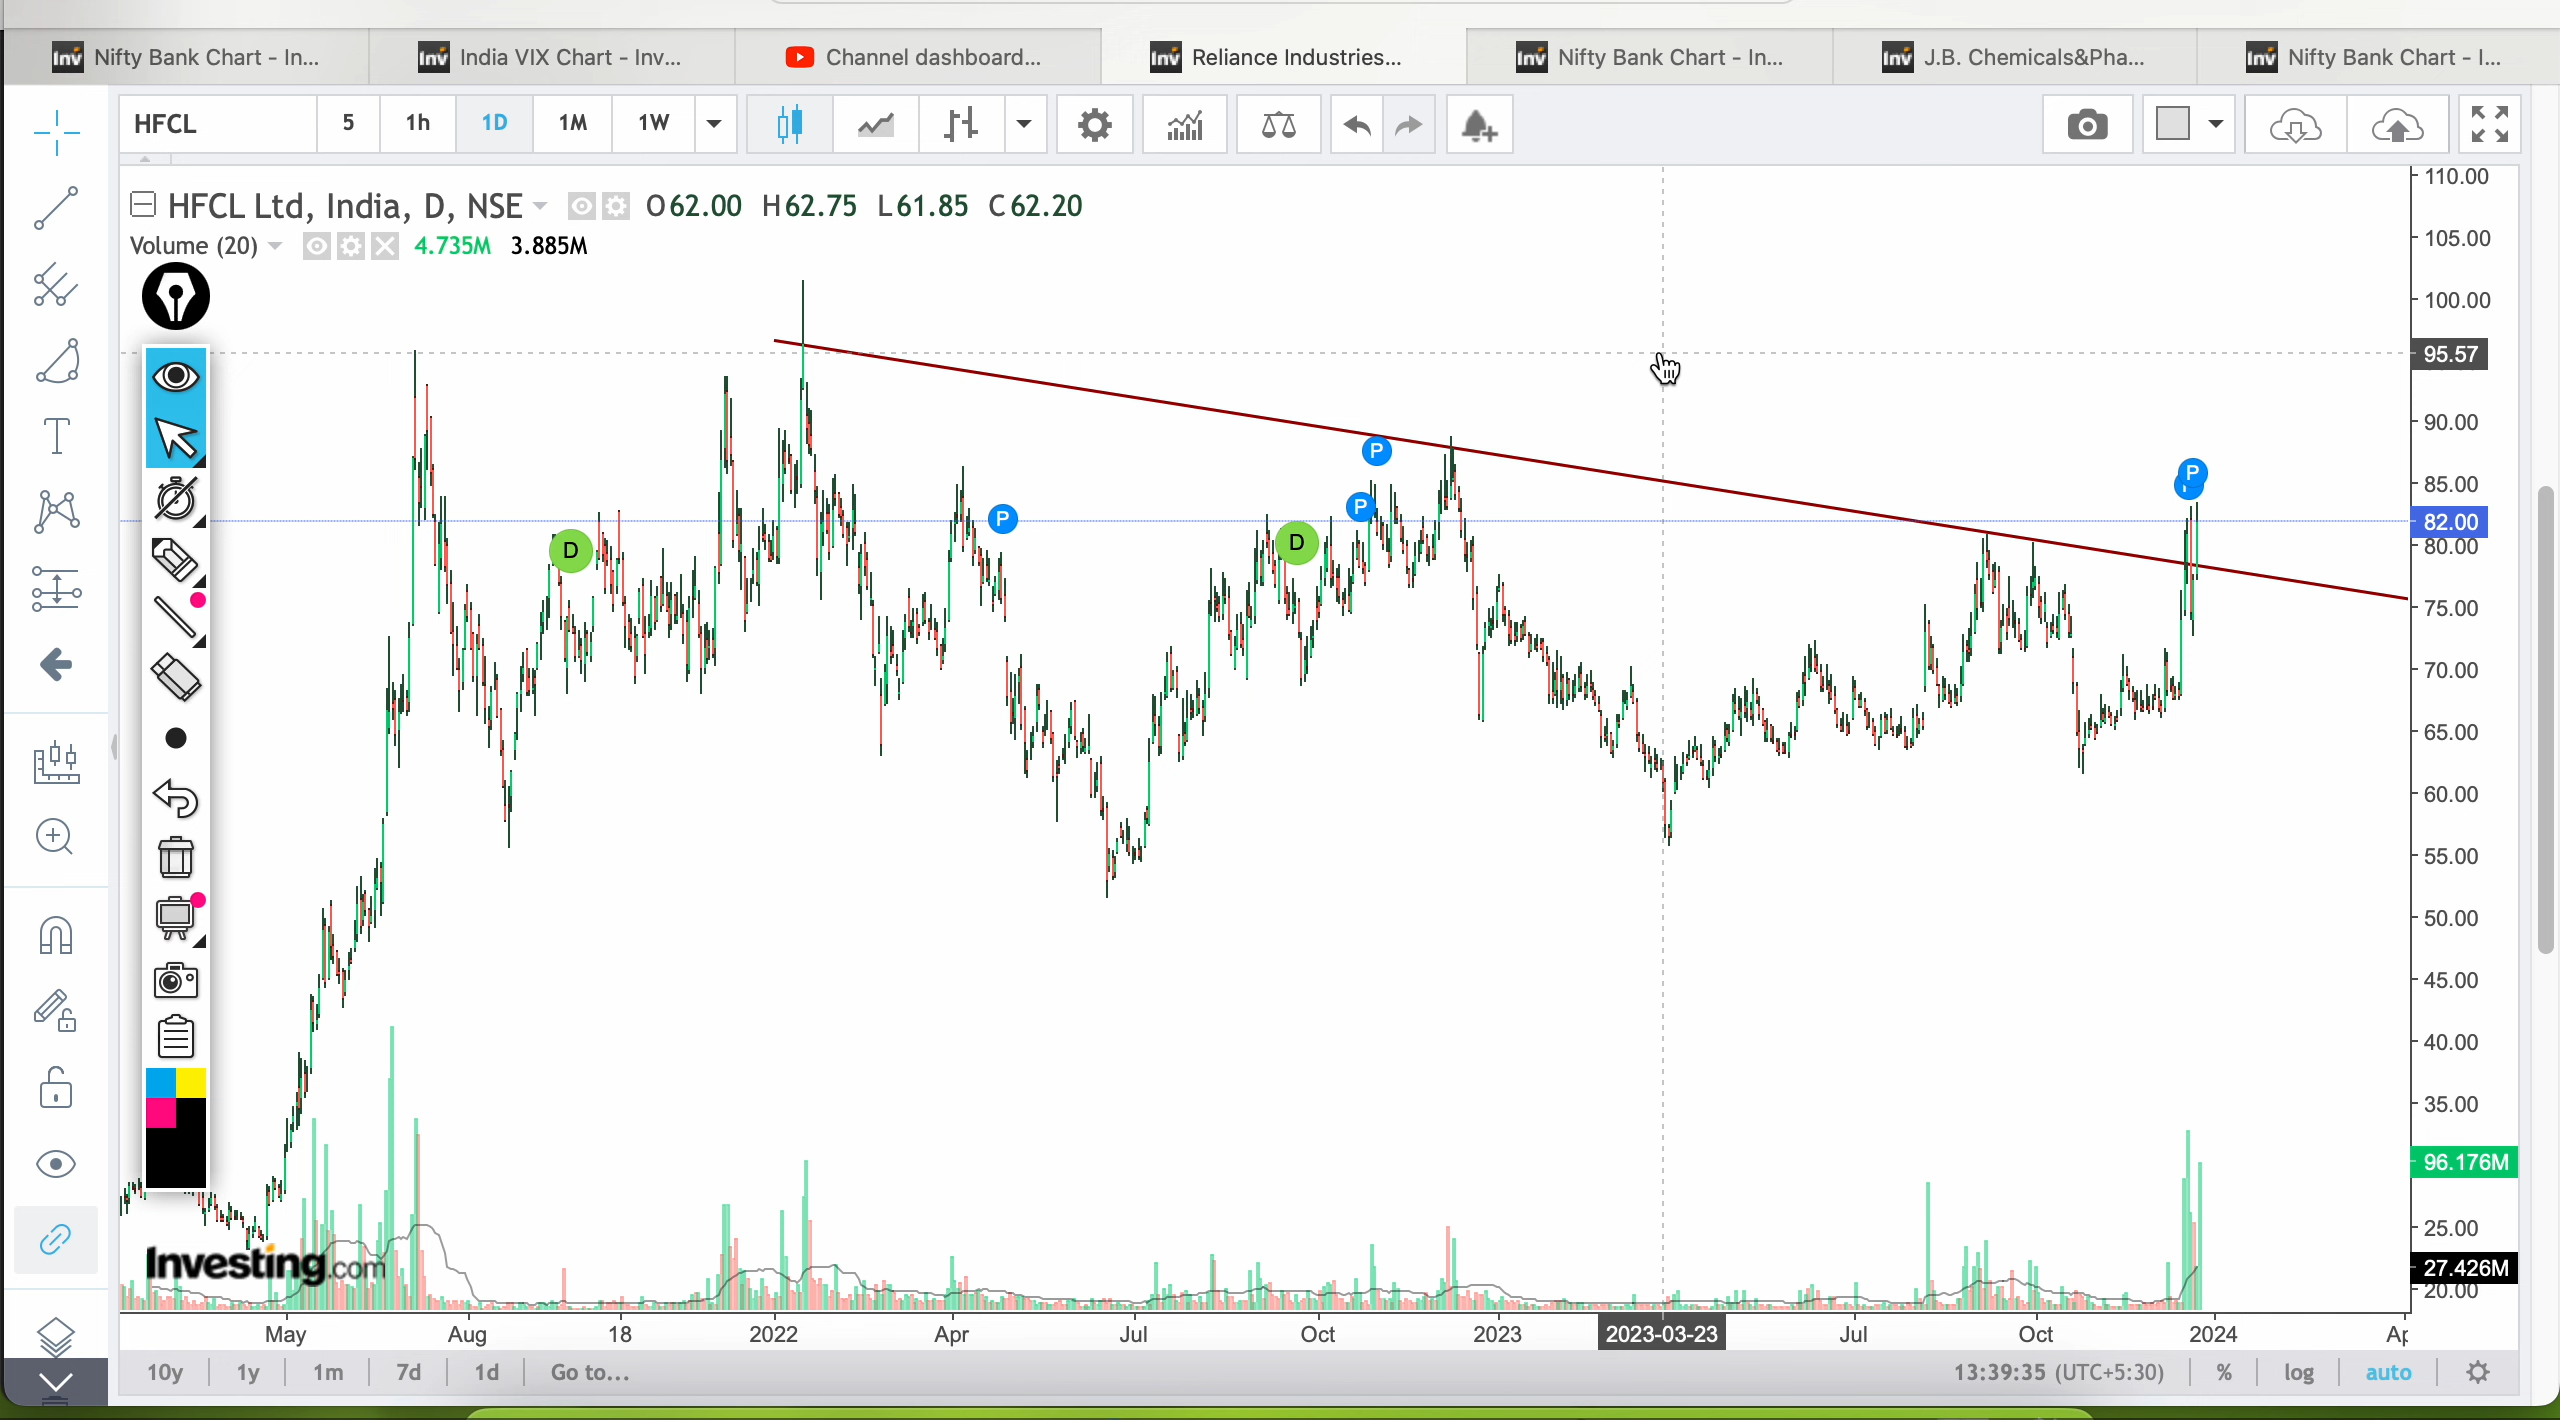 Nifty Bank Chart - In...
India VIX Chart - Inv...
Channel dashboard...
Reliance Industries...
Nifty Bank Chart - In...
J.B. Chemicals&Pha...
Nifty Bank Chart - I...
HFCL 5 1h 1D 1M 1W
HFCL Ltd, India, D, NSE O62.00 H62.75 L61.85 C62.20
Volume (20) 4.735M 3.885M
110.00
105.00
100.00
95.57
90.00
85.00
82.00
80.00
75.00
70.00
65.00
60.00
55.00
50.00
45.00
40.00
35.00
96.176M
25.00
27.426M
20.00
P
P
P
P
D
D
Investing.com
May Aug 18 2022 Apr Jul Oct 2023 2023-03-23 Jul Oct 2024 Ap
10y 1y 1m 7d 1d Go to... 13:39:35 (UTC+5:30) % log auto